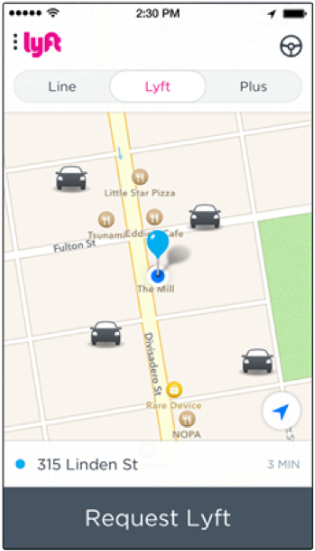 2:30 PM
lyft
Line Lyft Plus
Little Star Pizza
Tsunami Eddie Cafe
Fulton St
The Mill
Divisadero St
Rare Device
NOPA
315 Linden St 3 MIN
Request Lyft